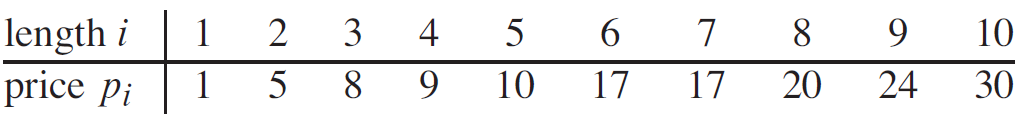 length i 1 2 3 4 5 6 7 8 9 10
price pᵢ 1 5 8 9 10 17 17 20 24 30